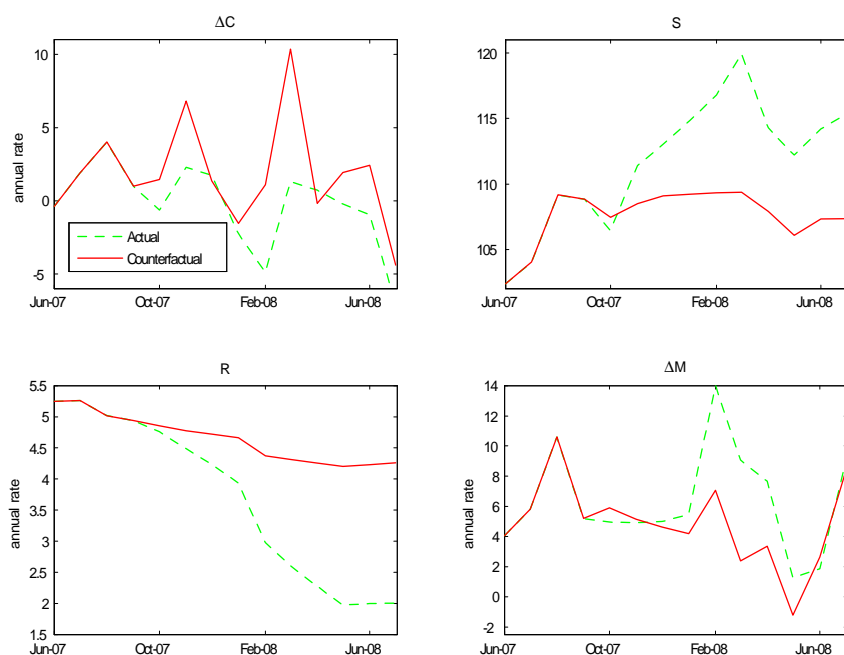 ΔC
annual rate
10
5
0
-5
Actual
Counterfactual
Jun-07 Oct-07 Feb-08 Jun-08
S
120
115
110
105
Jun-07 Oct-07 Feb-08 Jun-08
R
annual rate
5.5
5
4.5
4
3.5
3
2.5
2
1.5
Jun-07 Oct-07 Feb-08 Jun-08
ΔM
annual rate
14
12
10
8
6
4
2
0
-2
Jun-07 Oct-07 Feb-08 Jun-08